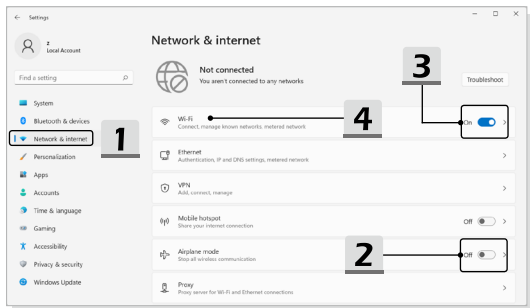 Settings
z
Local Account
Find a setting
System
Bluetooth & devices
Network & internet
Personalization
Apps
Accounts
Time & language
Gaming
Accessibility
Privacy & security
Windows Update
1
Network & internet
Not connected
You aren't connected to any networks
Troubleshoot
3
Wi-Fi
Connect, manage known networks, metered network
4
On
Ethernet
Authentication, IP and DNS settings, metered network
VPN
Add, connect, manage
Mobile hotspot
Share your internet connection
Off
Airplane mode
Stop all wireless communication
2
Off
Proxy
Proxy server for Wi-Fi and Ethernet connections